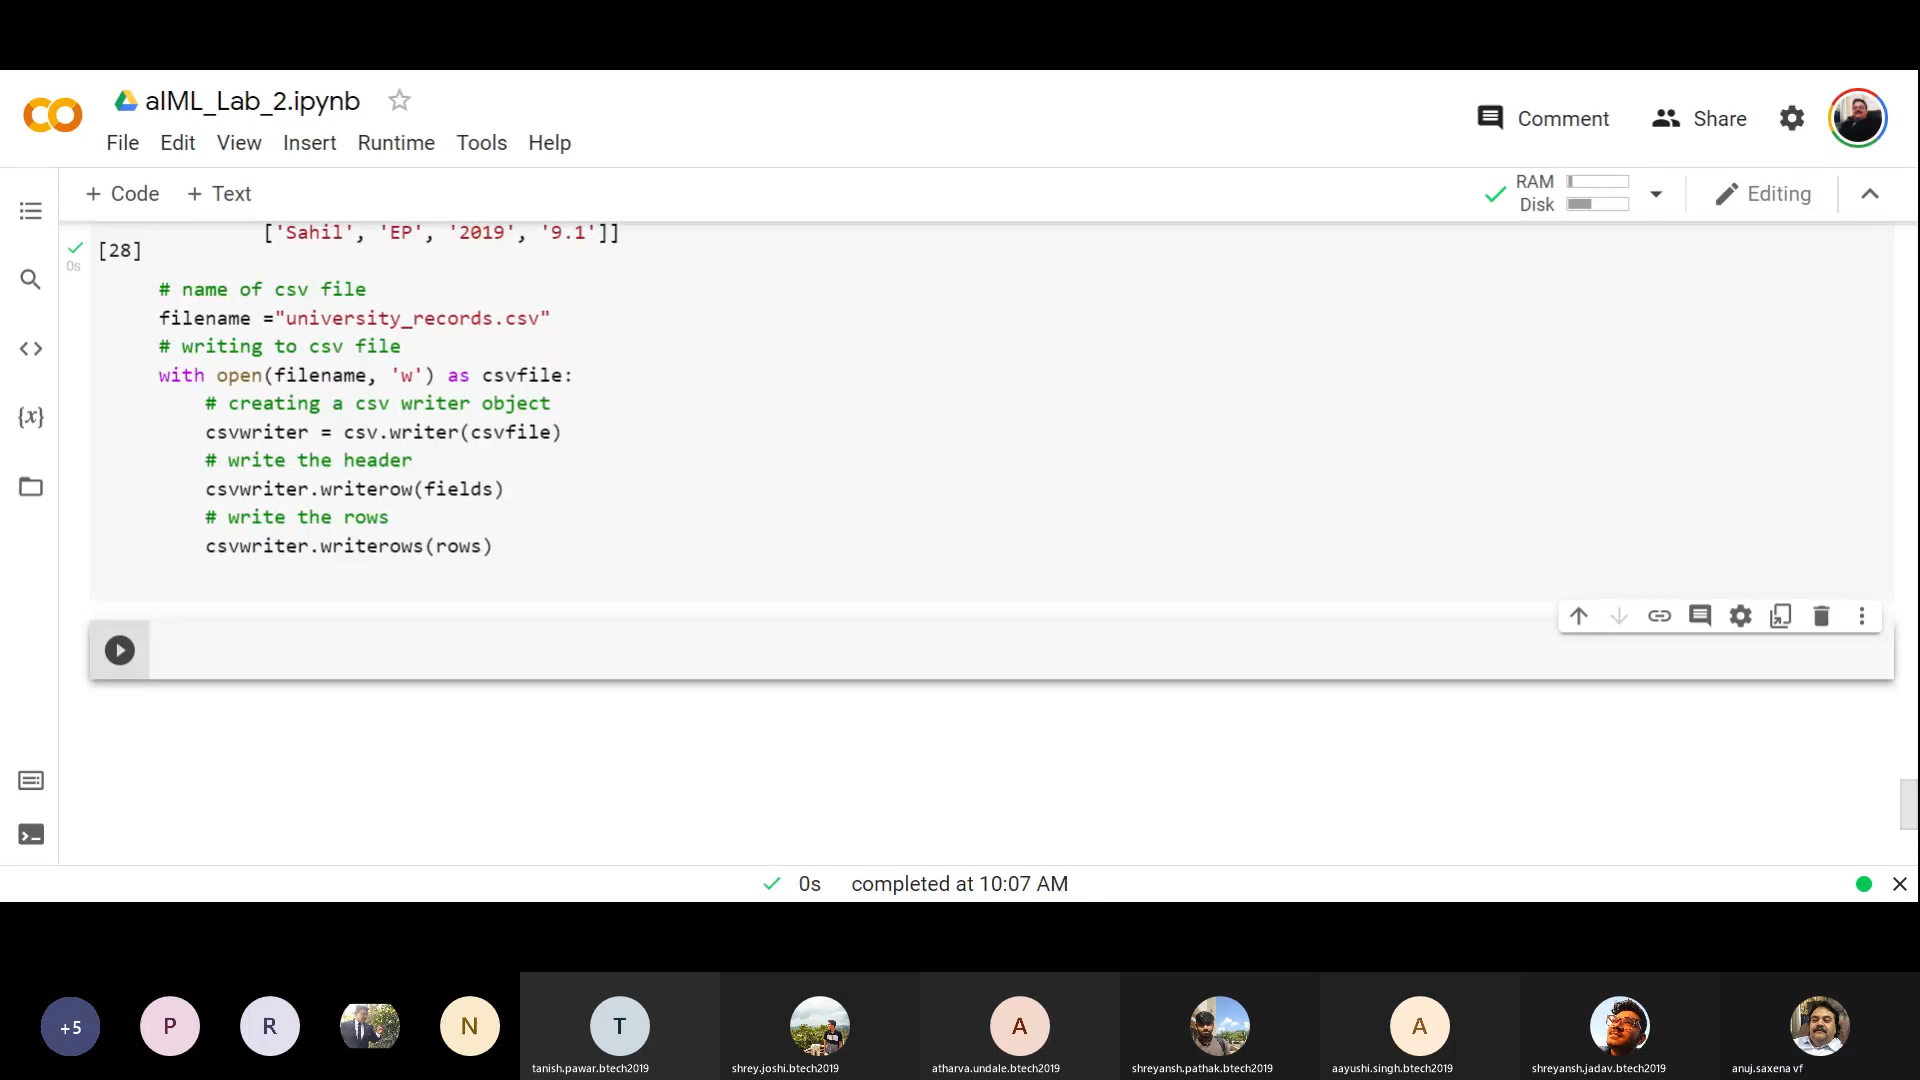 aIML_Lab_2.ipynb
File Edit View Insert Runtime Tools Help
Comment
Share
+ Code + Text
RAM
Disk
Editing
['Sahil', 'EP', '2019', '9.1']]
[28]
0s
# name of csv file
filename ="university_records.csv"
# writing to csv file
with open(filename, 'w') as csvfile:
# creating a csv writer object
csvwriter = csv.writer(csvfile)
# write the header
csvwriter.writerow(fields)
# write the rows
csvwriter.writerows(rows)
{x}
0s completed at 10:07 AM
+5
P
R
N
T
A
A
tanish.pawar.btech2019
shrey.joshi.btech2019
atharva.undale.btech2019
shreyansh.pathak.btech2019
aayushi.singh.btech2019
shreyansh.jadav.btech2019
anuj.saxena vf